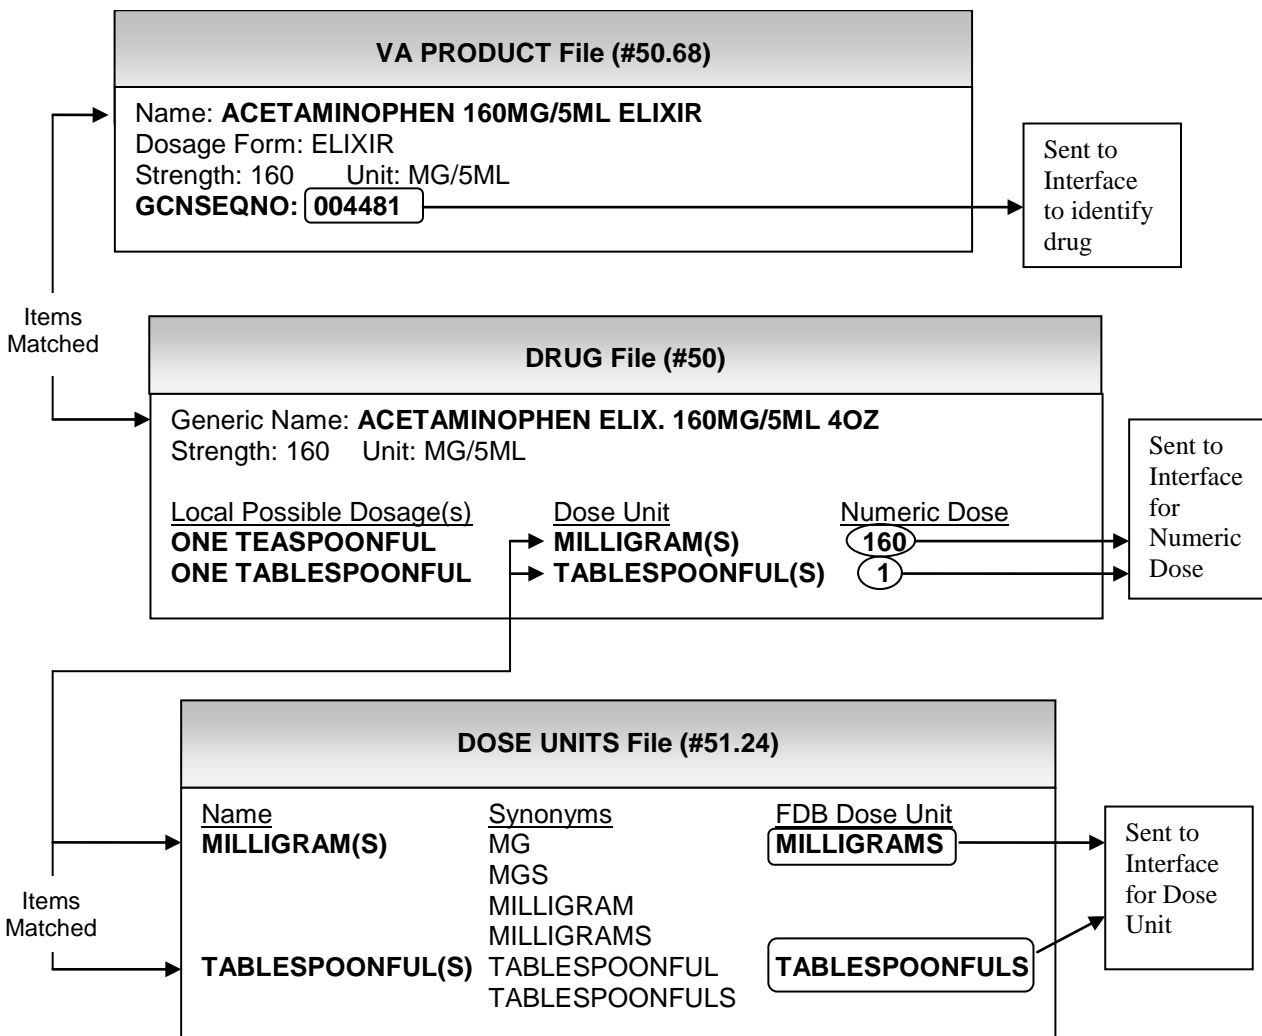 VA PRODUCT File (#50.68)
Name: ACETAMINOPHEN 160MG/5ML ELIXIR
Dosage Form: ELIXIR
Strength: 160 Unit: MG/5ML
GCNSEQNO: 004481
Sent to
Interface
to identify
drug
Items
Matched
DRUG File (#50)
Generic Name: ACETAMINOPHEN ELIX. 160MG/5ML 4OZ
Strength: 160 Unit: MG/5ML
Local Possible Dosage(s) Dose Unit Numeric Dose
ONE TEASPOONFUL MILLIGRAM(S) 160
ONE TABLESPOONFUL TABLESPOONFUL(S) 1
Sent to
Interface
for
Numeric
Dose
DOSE UNITS File (#51.24)
Name Synonyms FDB Dose Unit
MILLIGRAM(S) MG MILLIGRAMS
MGS
MILLIGRAM
MILLIGRAMS
TABLESPOONFUL(S) TABLESPOONFUL TABLESPOONFULS
TABLESPOONFULS
Items
Matched
Sent to
Interface
for Dose
Unit